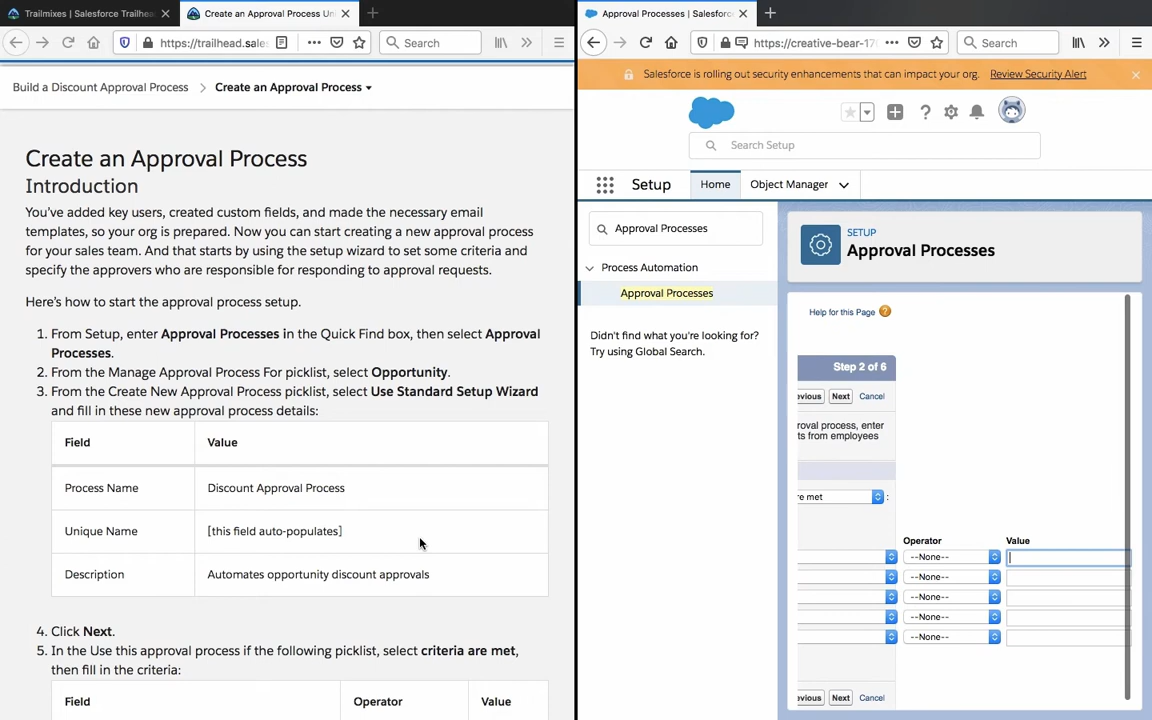 Trailmixes | Salesforce Trailhea
Create an Approval Process Un
https://trailhead.sale
Search
Build a Discount Approval Process
Create an Approval Process
Create an Approval Process
Introduction
You've added key users, created custom fields, and made the necessary email
templates, so your org is prepared. Now you can start creating a new approval process
for your sales team. And that starts by using the setup wizard to set some criteria and
specify the approvers who are responsible for responding to approval requests.
Here's how to start the approval process setup.
1. From Setup, enter Approval Processes in the Quick Find box, then select Approval
Processes.
2. From the Manage Approval Process For picklist, select Opportunity.
3. From the Create New Approval Process picklist, select Use Standard Setup Wizard
and fill in these new approval process details:
Field Value
Process Name Discount Approval Process
Unique Name [this field auto-populates]
Description Automates opportunity discount approvals
4. Click Next.
5. In the Use this approval process if the following picklist, select criteria are met,
then fill in the criteria:
Field Operator Value
Approval Processes | Salesforc
https://creative-bear-17
Search
Salesforce is rolling out security enhancements that can impact your org. Review Security Alert
Search Setup
Setup Home Object Manager
Approval Processes
Process Automation
Approval Processes
Didn't find what you're looking for?
Try using Global Search.
SETUP
Approval Processes
Help for this Page
Step 2 of 6
evious Next Cancel
roval process, enter
ts from employees
re met :
Operator Value
--None--
--None--
--None--
--None--
--None--
evious Next Cancel